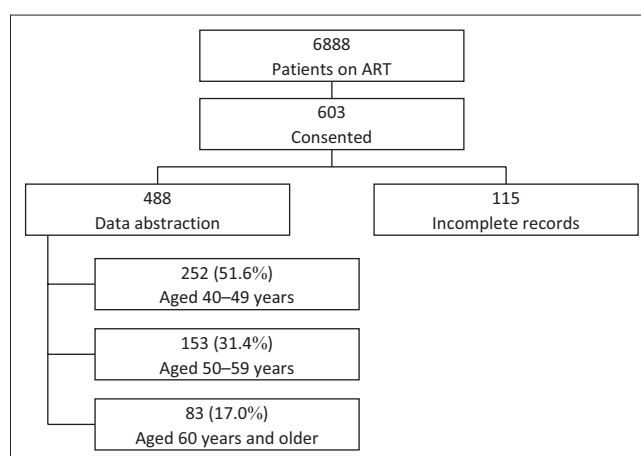 6888
Patients on ART
603
Consented
488
Data abstraction
115
Incomplete records
252 (51.6%)
Aged 40–49 years
153 (31.4%)
Aged 50–59 years
83 (17.0%)
Aged 60 years and older